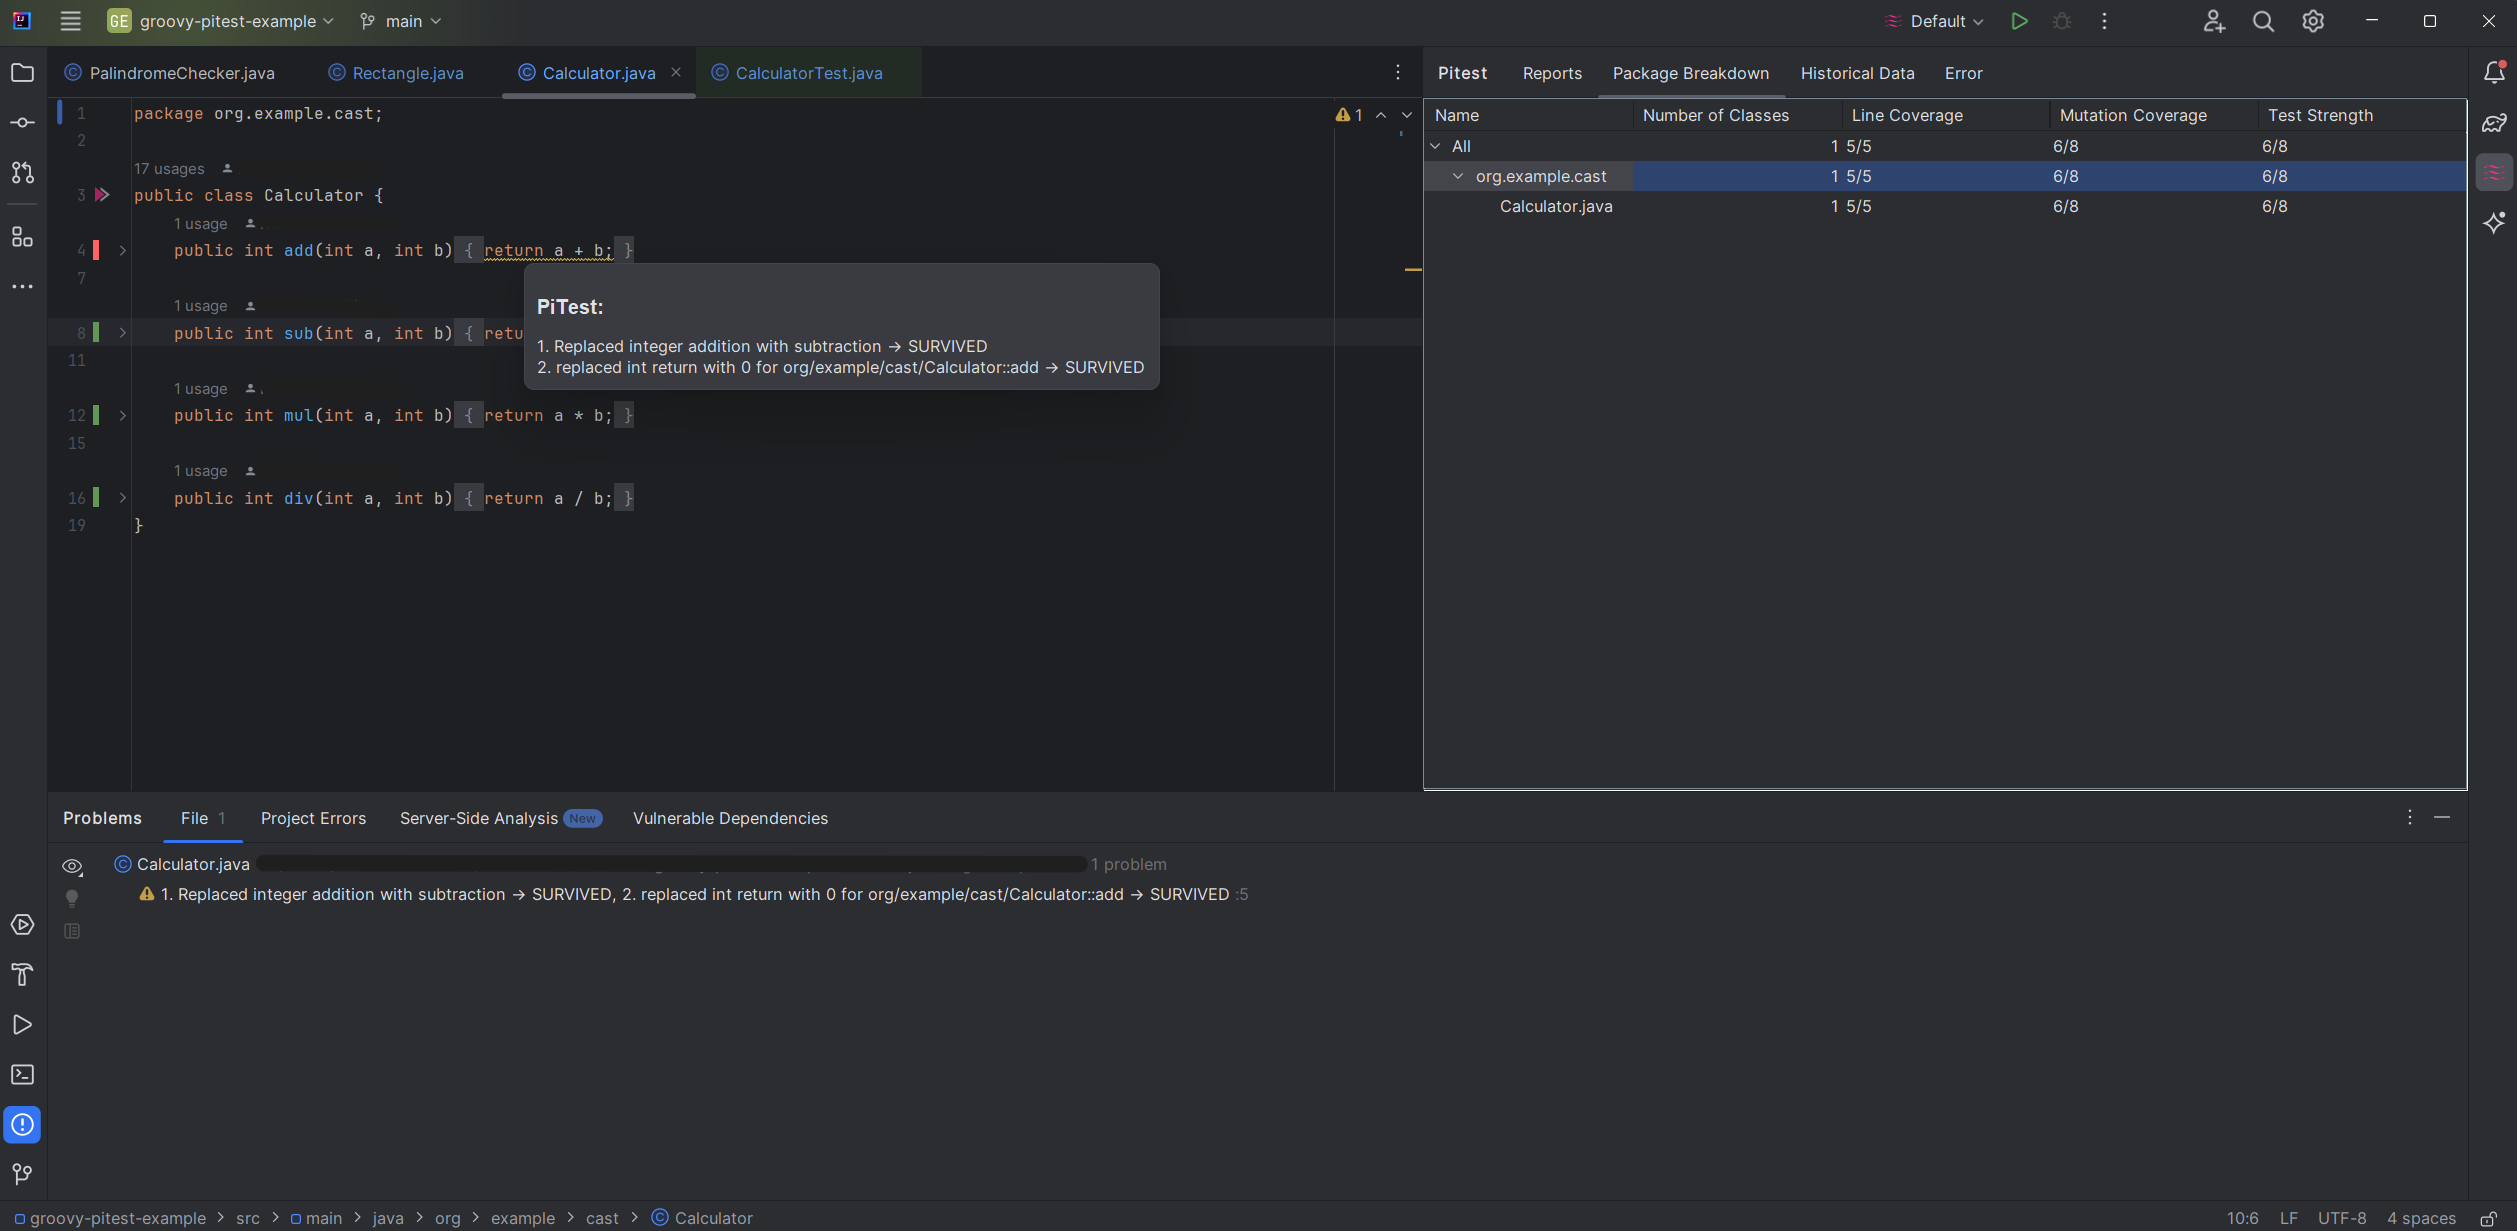 GE groovy-pitest-example main Default
PalindromeChecker.java Rectangle.java Calculator.java CalculatorTest.java
1 package org.example.cast; 1
2
17 usages
3 public class Calculator {
1 usage
4 public int add(int a, int b) { return a + b; }
7
1 usage
8 public int sub(int a, int b) { retu
11
1 usage
12 public int mul(int a, int b) { return a * b; }
15
1 usage
16 public int div(int a, int b) { return a / b; }
19 }
PiTest:
1. Replaced integer addition with subtraction → SURVIVED
2. replaced int return with 0 for org/example/cast/Calculator::add → SURVIVED
Pitest Reports Package Breakdown Historical Data Error
Name Number of Classes Line Coverage Mutation Coverage Test Strength
All 1 5/5 6/8 6/8
org.example.cast 1 5/5 6/8 6/8
Calculator.java 1 5/5 6/8 6/8
Problems File 1 Project Errors Server-Side Analysis New Vulnerable Dependencies
Calculator.java 1 problem
1. Replaced integer addition with subtraction → SURVIVED, 2. replaced int return with 0 for org/example/cast/Calculator::add → SURVIVED :5
groovy-pitest-example > src > main > java > org > example > cast > Calculator 10:6 LF UTF-8 4 spaces